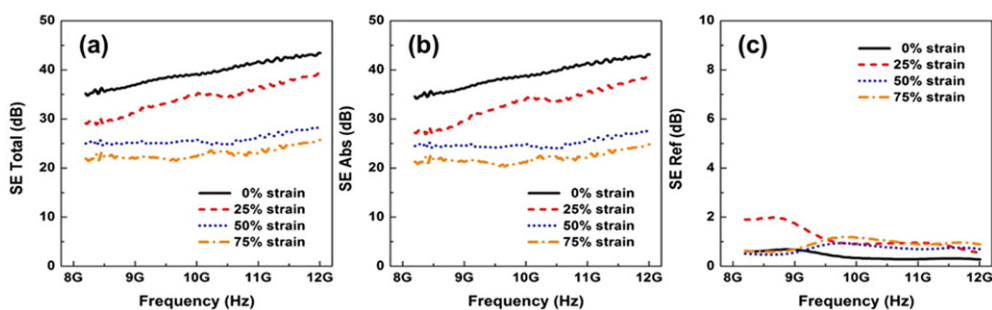 (a)
SE Total (dB)
50
40
30
20
10
0
0% strain
25% strain
50% strain
75% strain
8G 9G 10G 11G 12G
Frequency (Hz)
(b)
SE Abs (dB)
50
40
30
20
10
0
0% strain
25% strain
50% strain
75% strain
8G 9G 10G 11G 12G
Frequency (Hz)
(c)
SE Ref (dB)
10
8
6
4
2
0
0% strain
25% strain
50% strain
75% strain
8G 9G 10G 11G 12G
Frequency (Hz)